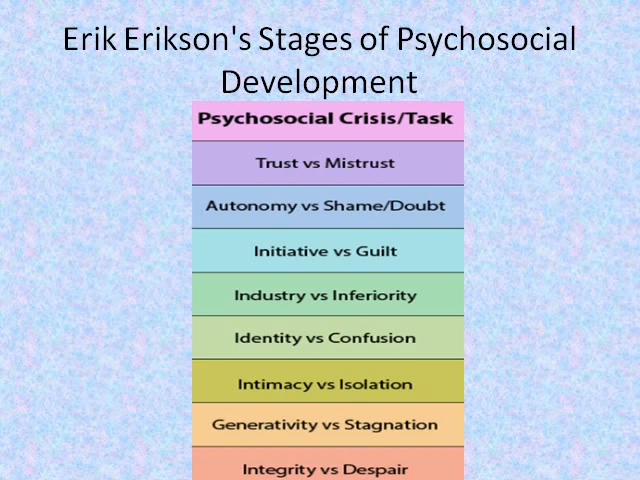 Erik Erikson's Stages of Psychosocial
Development
Psychosocial Crisis/Task
Trust vs Mistrust
Autonomy vs Shame/Doubt
Initiative vs Guilt
Industry vs Inferiority
Identity vs Confusion
Intimacy vs Isolation
Generativity vs Stagnation
Integrity vs Despair